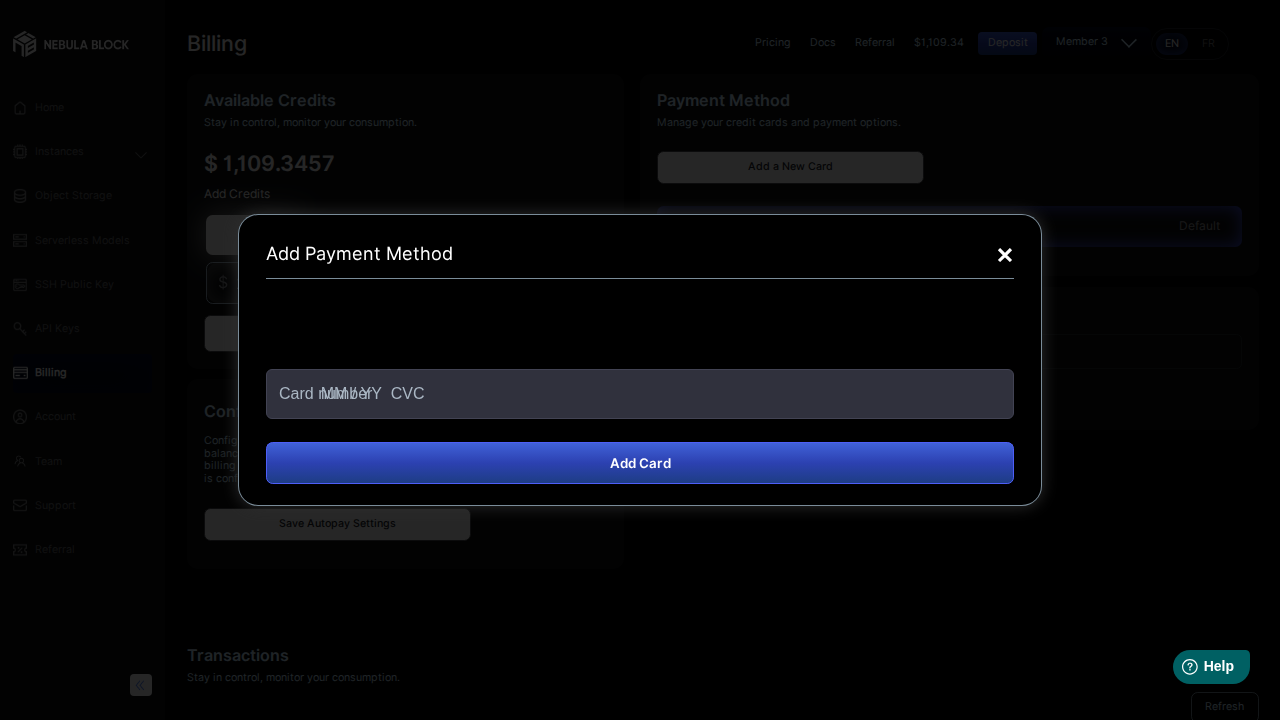 NEBULA BLOCK
Billing
Pricing
Docs
Referral
$1,109.34
Deposit
Member 3
EN
FR
Home
Instances
Object Storage
Serverless Models
SSH Public Key
API Keys
Billing
Account
Team
Support
Referral
Available Credits
Stay in control, monitor your consumption.
$ 1,109.3457
Add Credits
$
Payment Method
Manage your credit cards and payment options.
Add a New Card
Default
Add Payment Method
Card number
MM / YY
CVC
Add Card
balanc
billing
Save Autopay Settings
Transactions
Stay in control, monitor your consumption.
Help
Refresh